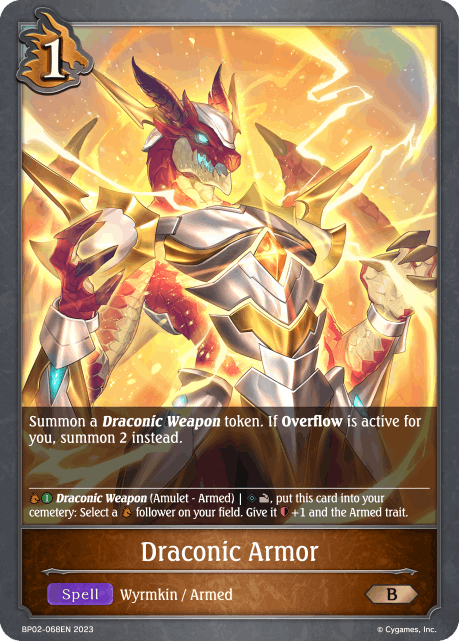 1
Summon a Draconic Weapon token. If Overflow is active for
you, summon 2 instead.
1 Draconic Weapon (Amulet - Armed) | , put this card into your
cemetery: Select a follower on your field. Give it +1 and the Armed trait.
Draconic Armor
Spell Wyrmkin / Armed B
BP02-068EN 2023 © Cygames, Inc.